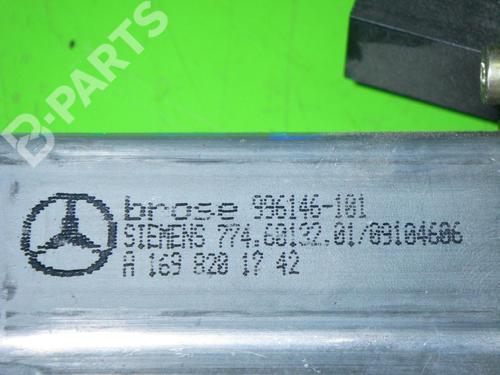 B-PARTS
brose 996146-101
SIEMENS 774.60132.01/09104606
A 169 820 17 42